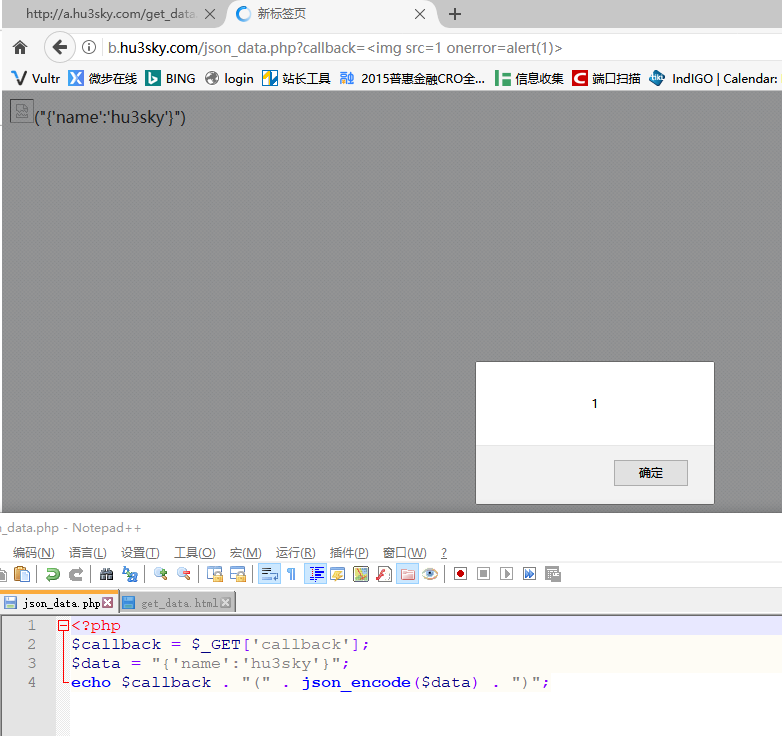 http://a.hu3sky.com/get_data
新标签页
b.hu3sky.com/json_data.php?callback=<img src=1 onerror=alert(1)>
Vultr 微步在线 BING login 站长工具 2015普惠金融CRO全... 信息收集 端口扫描 IndIGO | Calendar:
("{'name':'hu3sky'}")
1
确定
_data.php - Notepad++
编码(N) 语言(L) 设置(T) 工具(O) 宏(M) 运行(R) 插件(P) 窗口(W) ?
json_data.php get_data.html
1 <?php
2 $callback = $_GET['callback'];
3 $data = "{'name':'hu3sky'}";
4 echo $callback . "(" . json_encode($data) . ")";